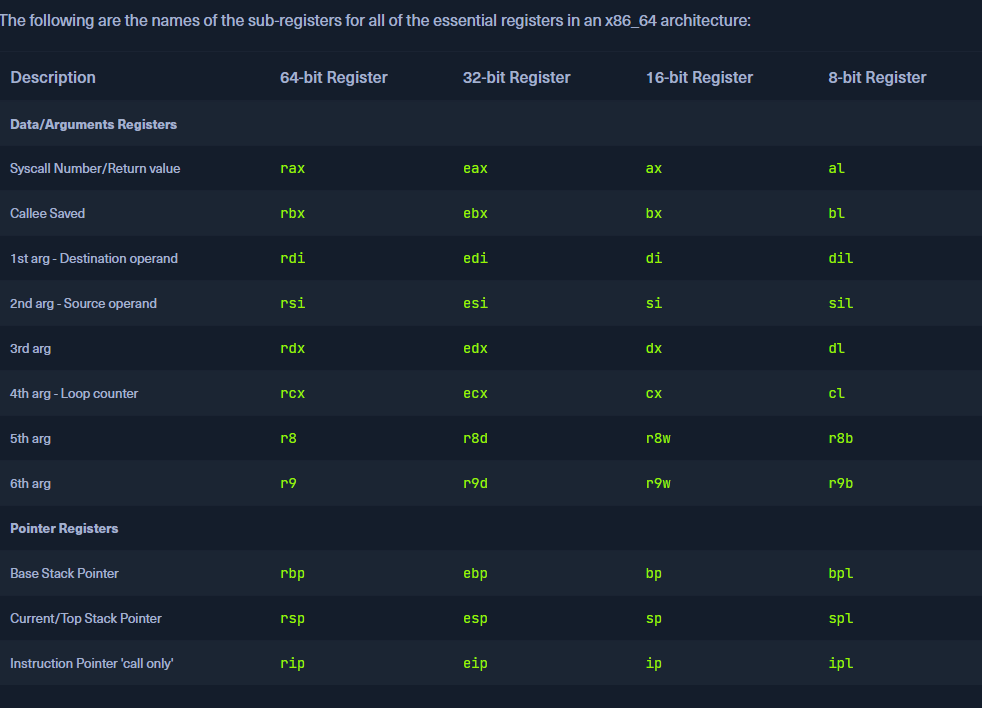 The following are the names of the sub-registers for all of the essential registers in an x86_64 architecture:
Description 64-bit Register 32-bit Register 16-bit Register 8-bit Register
Data/Arguments Registers
Syscall Number/Return value rax eax ax al
Callee Saved rbx ebx bx bl
1st arg - Destination operand rdi edi di dil
2nd arg - Source operand rsi esi si sil
3rd arg rdx edx dx dl
4th arg - Loop counter rcx ecx cx cl
5th arg r8 r8d r8w r8b
6th arg r9 r9d r9w r9b
Pointer Registers
Base Stack Pointer rbp ebp bp bpl
Current/Top Stack Pointer rsp esp sp spl
Instruction Pointer 'call only' rip eip ip ipl